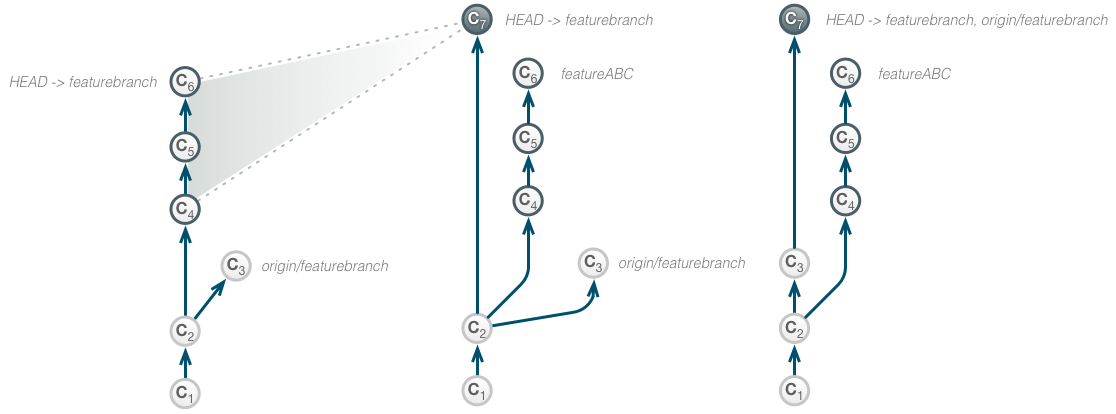 C7 HEAD -> featurebranch
C7 HEAD -> featurebranch, origin/featurebranch
HEAD -> featurebranch C6
C6 featureABC
C6 featureABC
C5
C5
C5
C4
C4
C4
C3 origin/featurebranch
C3 origin/featurebranch
C3
C2
C2
C2
C1
C1
C1